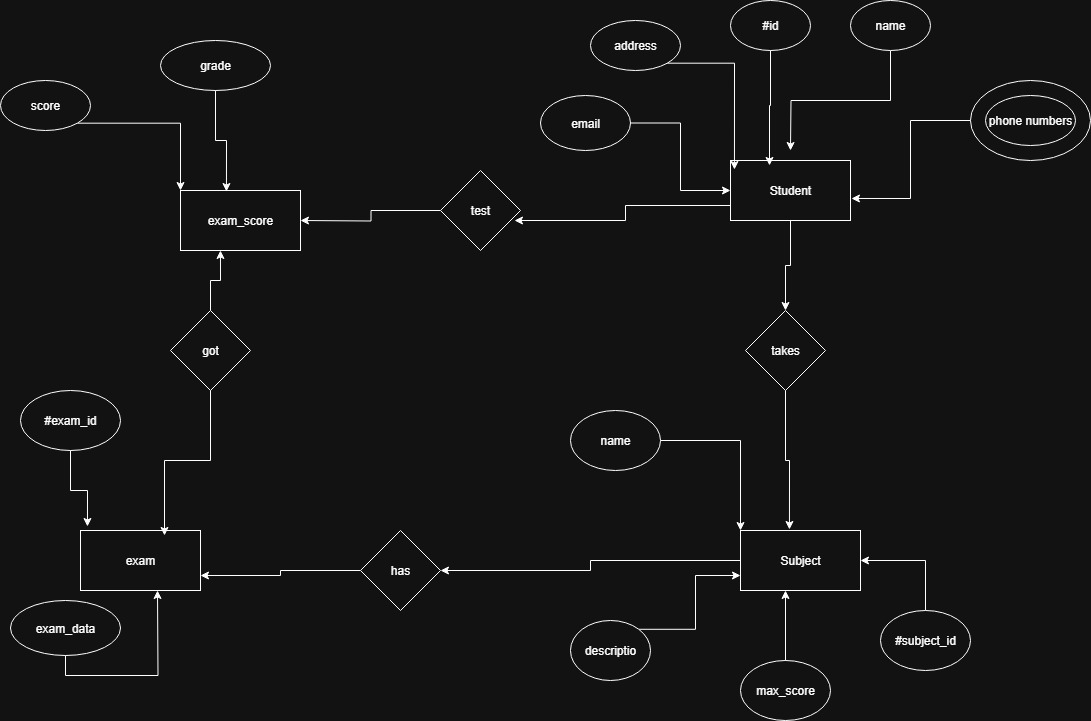 #id
name
address
grade
score
email
phone numbers
Student
test
exam_score
got
takes
#exam_id
name
exam
has
Subject
exam_data
descriptio
#subject_id
max_score